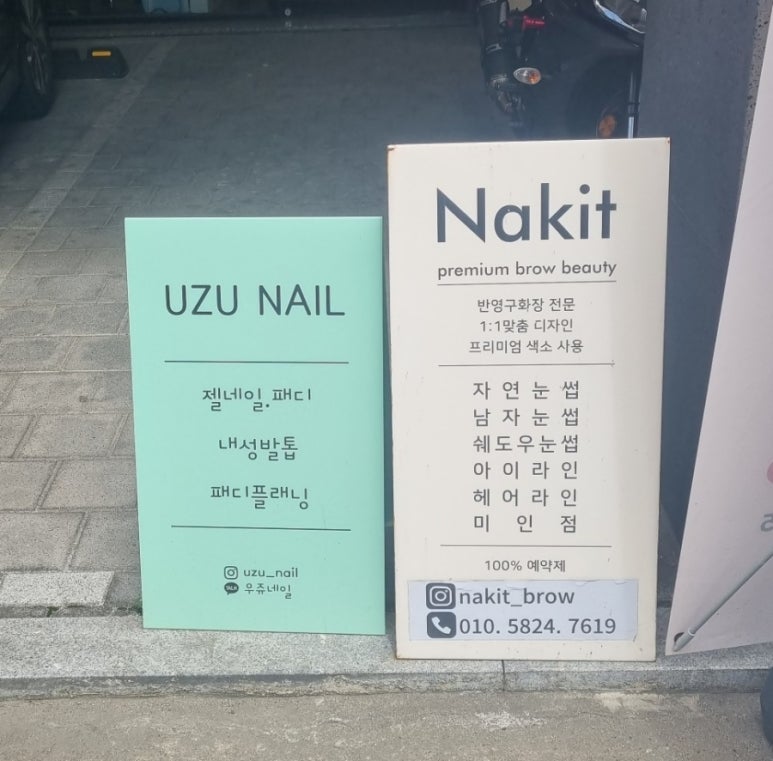 UZU NAIL
젤네일.패디
내성발톱
패디플래닝
uzu_nail
TALK 우쥬네일
Nakit
premium brow beauty
반영구화장 전문
1:1맞춤 디자인
프리미엄 색소 사용
자연눈썹
남자눈썹
쉐도우눈썹
아이라인
헤어라인
미인점
100% 예약제
nakit_brow
010. 5824. 7619